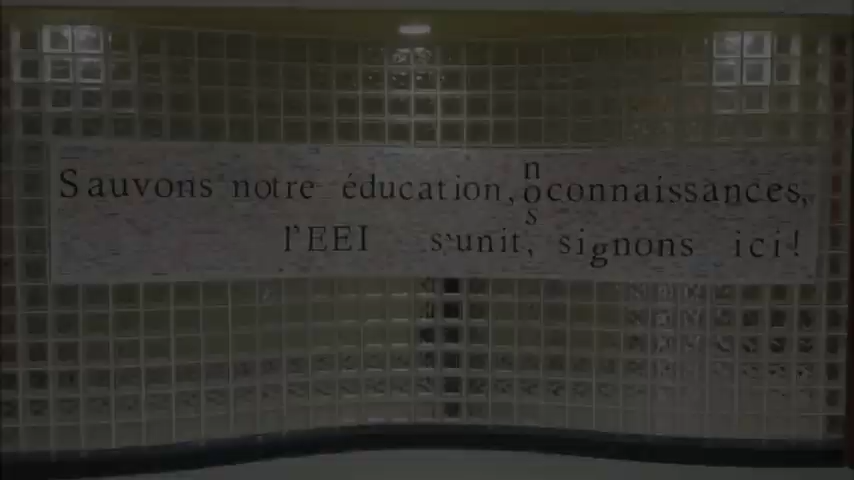 Sauvons notre éducation, nos connaissances,
l'EEI s'unit, signons ici!